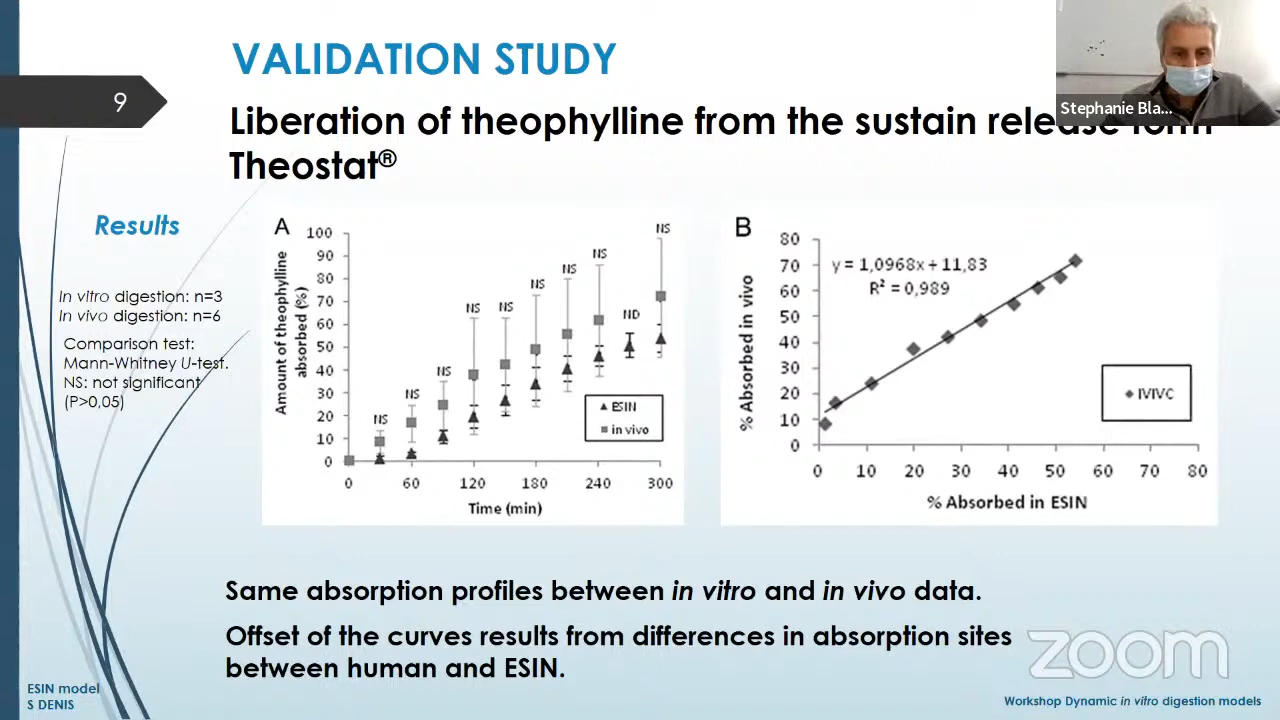 VALIDATION STUDY
9
Stephanie Bla...
Liberation of theophylline from the sustain release form
Theostat®
Results
In vitro digestion: n=3
In vivo digestion: n=6
Comparison test:
Mann-Whitney U-test.
NS: not significant
(P>0,05)
A
Amount of theophylline
absorbed (%)
100
90
80
70
60
50
40
30
20
10
0
NS
NS
NS
NS
NS
NS
NS
NS
ND
NS
ESIN
in vivo
0
60
120
180
240
300
Time (min)
B
% Absorbed in vivo
80
70
60
50
40
30
20
10
0
y = 1,0968x + 11,83
R² = 0,989
IVIVC
0
10
20
30
40
50
60
70
80
% Absorbed in ESIN
Same absorption profiles between in vitro and in vivo data.
Offset of the curves results from differences in absorption sites
between human and ESIN.
zoom
ESIN model
S DENIS
Workshop Dynamic in vitro digestion models